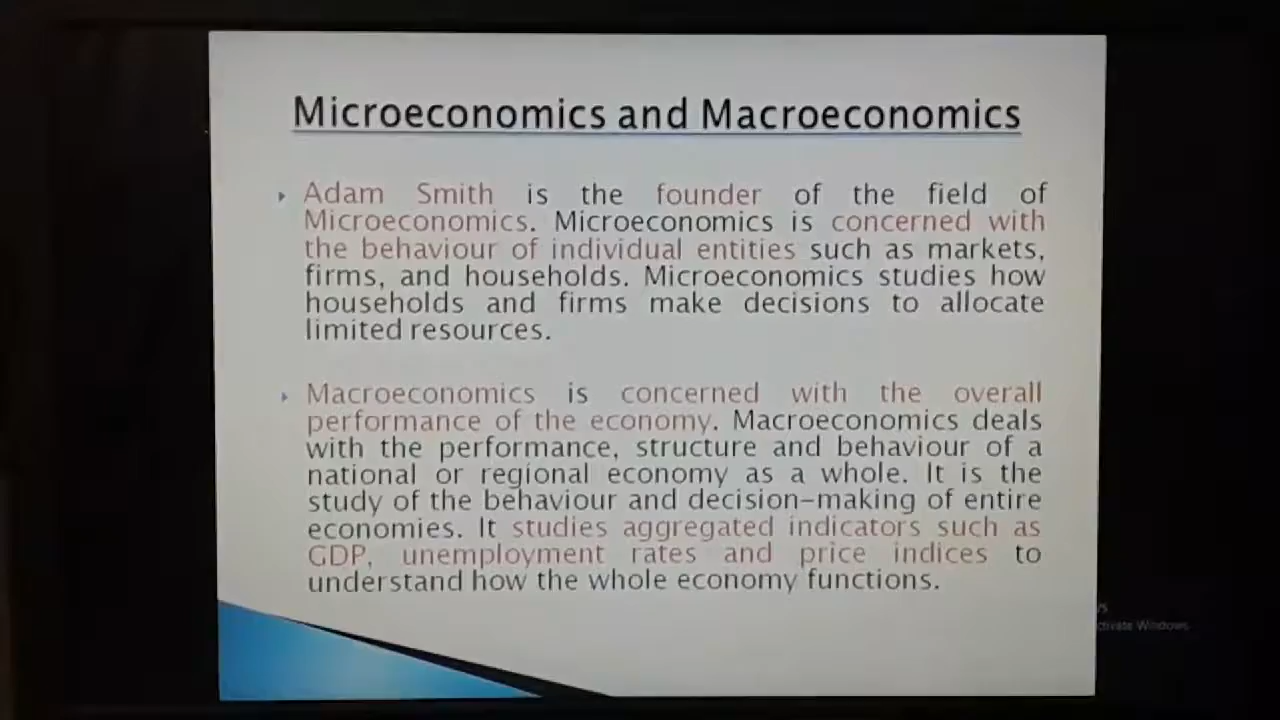 Microeconomics and Macroeconomics
Adam Smith is the founder of the field of
Microeconomics. Microeconomics is concerned with
the behaviour of individual entities such as markets,
firms, and households. Microeconomics studies how
households and firms make decisions to allocate
limited resources.
Macroeconomics is concerned with the overall
performance of the economy. Macroeconomics deals
with the performance, structure and behaviour of a
national or regional economy as a whole. It is the
study of the behaviour and decision-making of entire
economies. It studies aggregated indicators such as
GDP, unemployment rates and price indices to
understand how the whole economy functions.
Windows